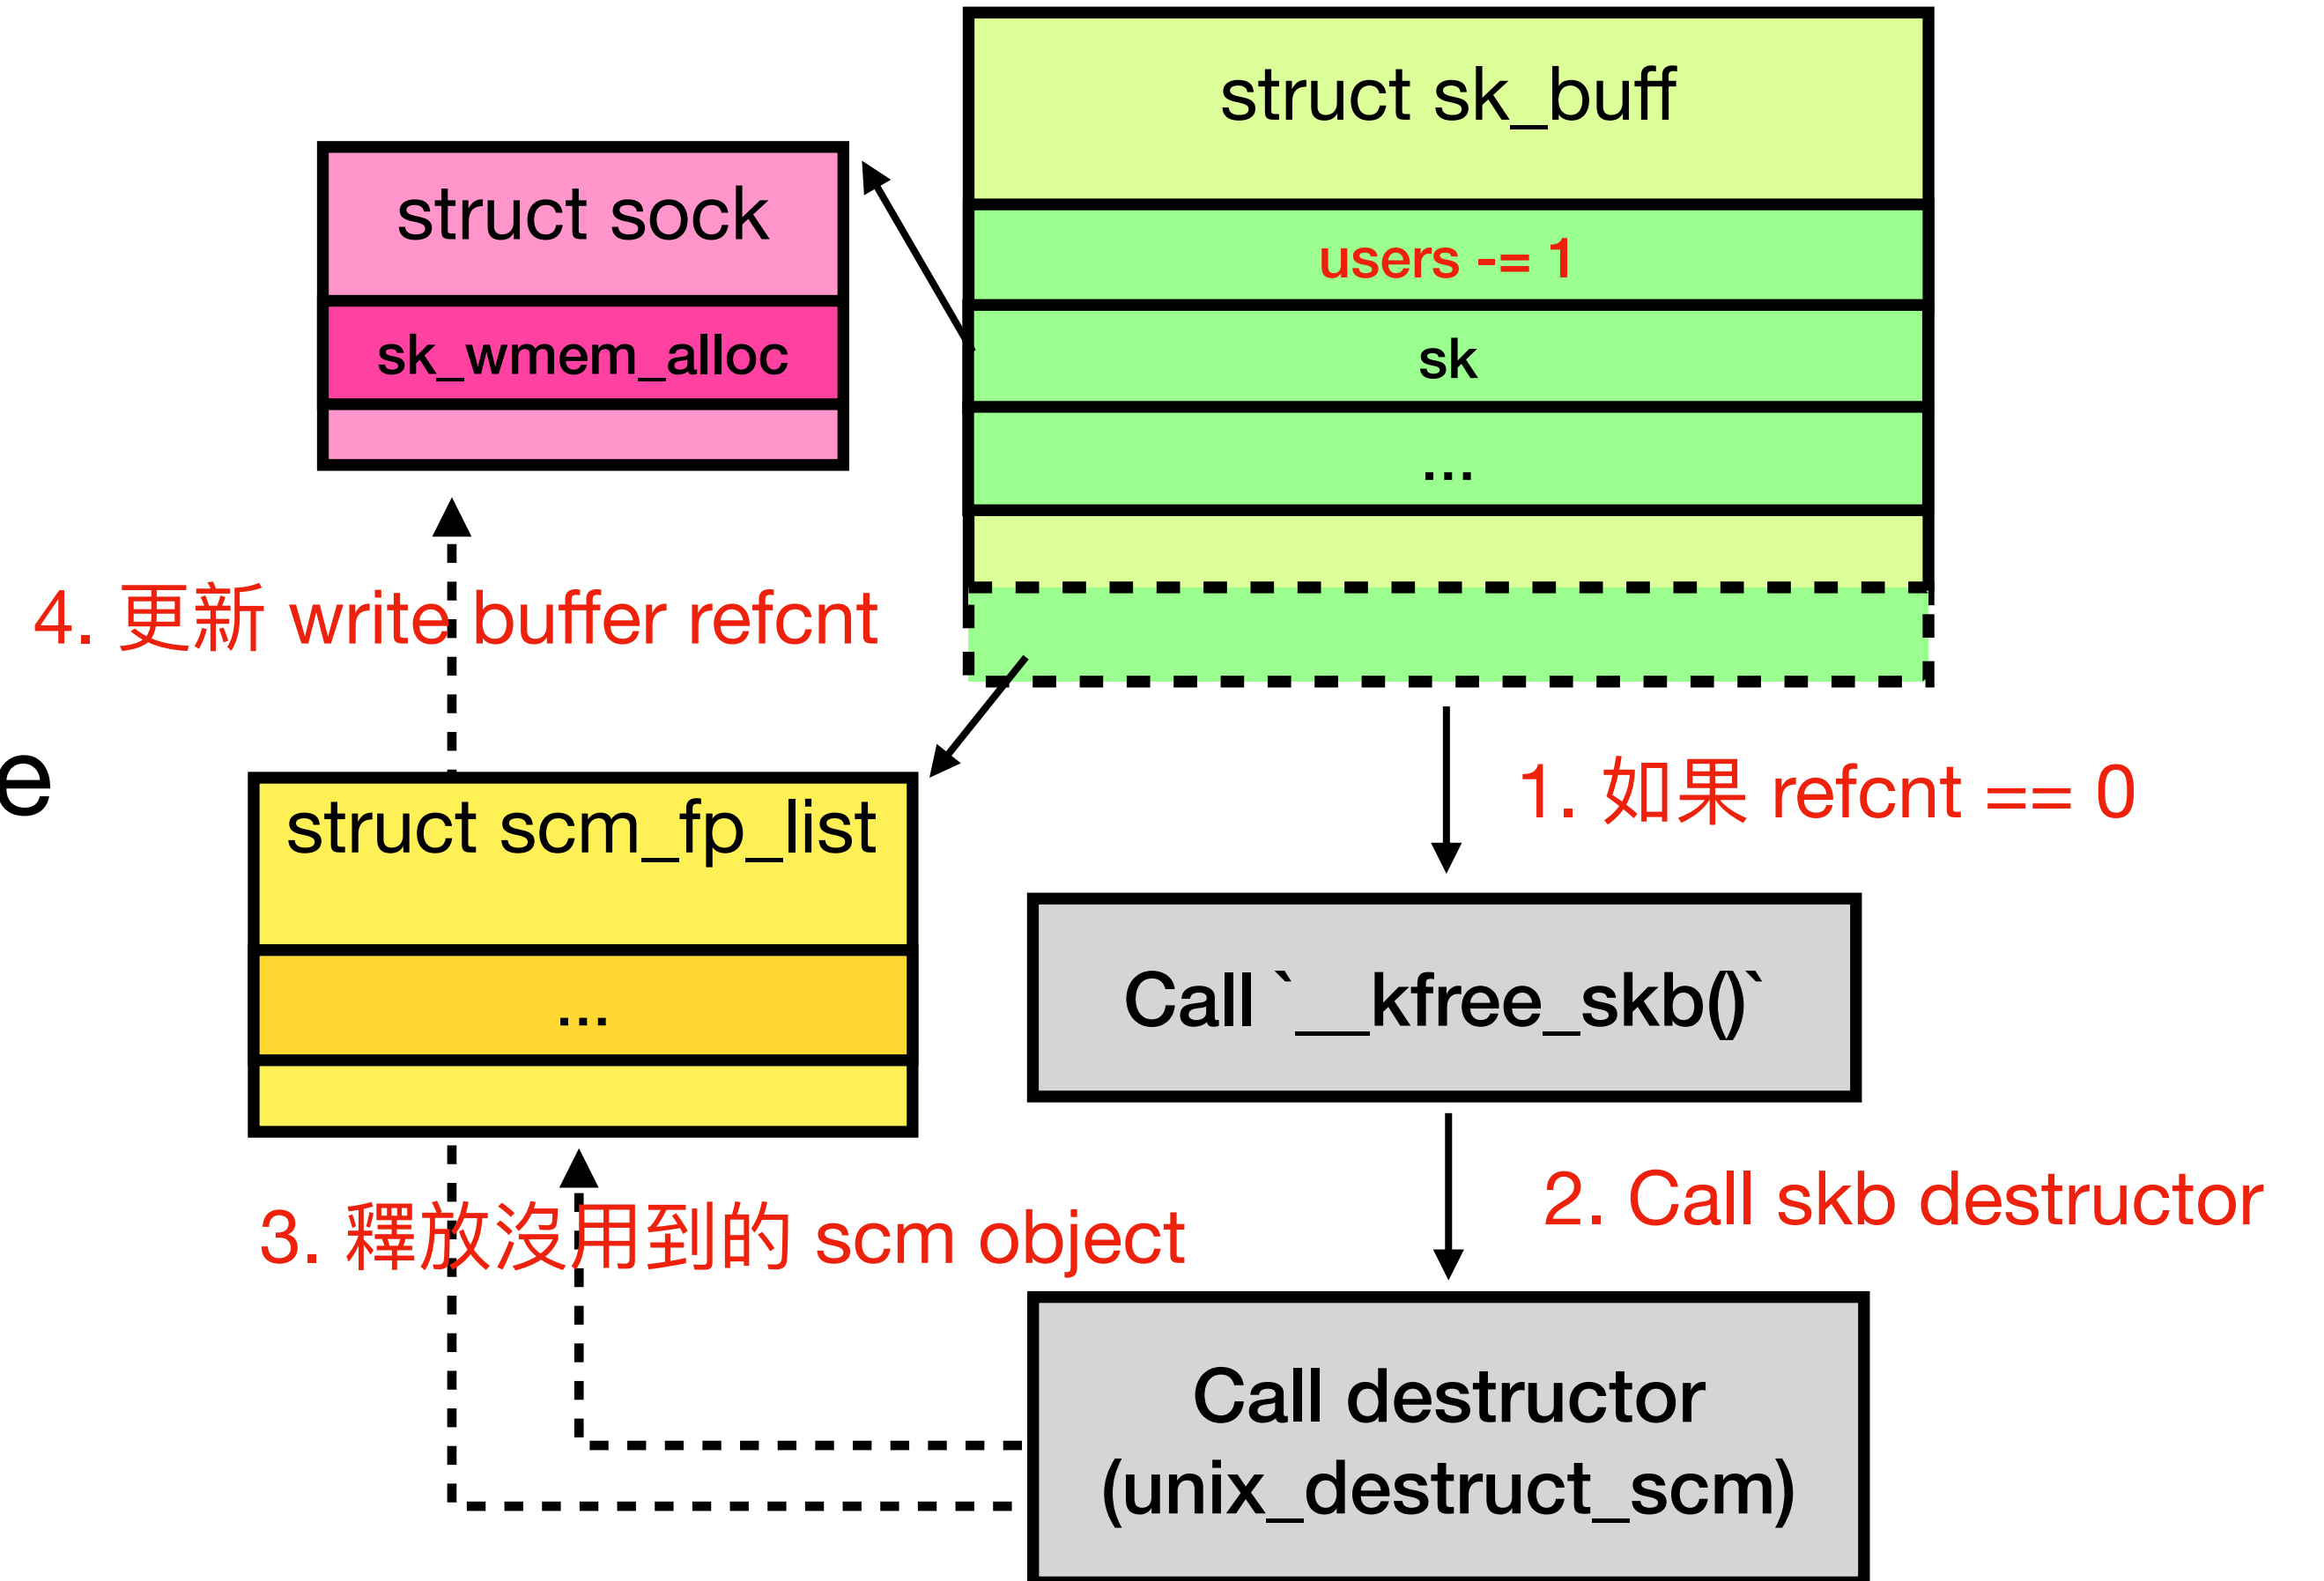 struct sk_buff
users -= 1
sk
...
struct sock
sk_wmem_alloc
4. 更新 write buffer refcnt
e
struct scm_fp_list
...
1. 如果 refcnt == 0
Call `__kfree_skb()`
2. Call skb destructor
3. 釋放沒用到的 scm object
Call destructor
(unix_destruct_scm)